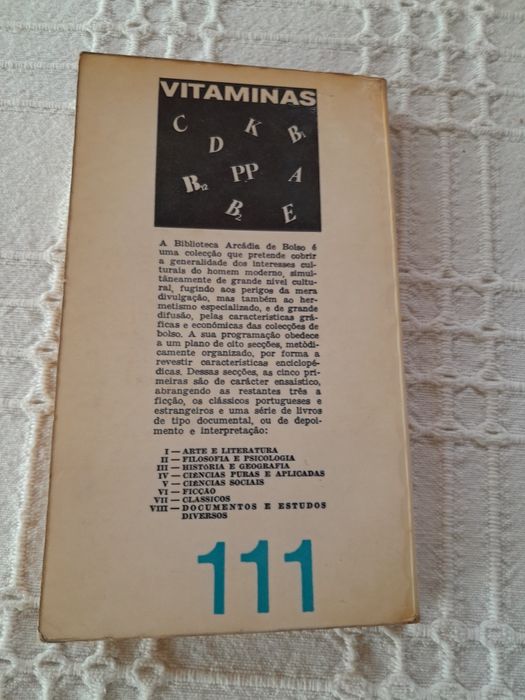 VITAMINAS
C D K B1
B12 P.P. A
B2 E
A Biblioteca Arcádia de Bolso é
uma colecção que pretende cobrir
a generalidade dos interesses cul-
turais do homem moderno, simul-
tâneamente de grande nível cultu-
ral, fugindo aos perigos da mera
divulgação, mas também ao her-
metismo especializado, e de grande
difusão, pelas características grá-
ficas e económicas das colecções de
bolso. A sua programação obedece
a um plano de oito secções, metòdi-
camente organizado, por forma a
revestir características enciclopé-
dicas. Dessas secções, as cinco pri-
meiras são de carácter ensaístico,
abrangendo as restantes três a
ficção, os clássicos portugueses e
estrangeiros e uma série de livros
de tipo documental, ou de depoi-
mento e interpretação:
I — ARTE E LITERATURA
II — FILOSOFIA E PSICOLOGIA
III — HISTÓRIA E GEOGRAFIA
IV — CIÊNCIAS PURAS E APLICADAS
V — CIÊNCIAS SOCIAIS
VI — FICÇÃO
VII — CLÁSSICOS
VIII — DOCUMENTOS E ESTUDOS
DIVERSOS
111